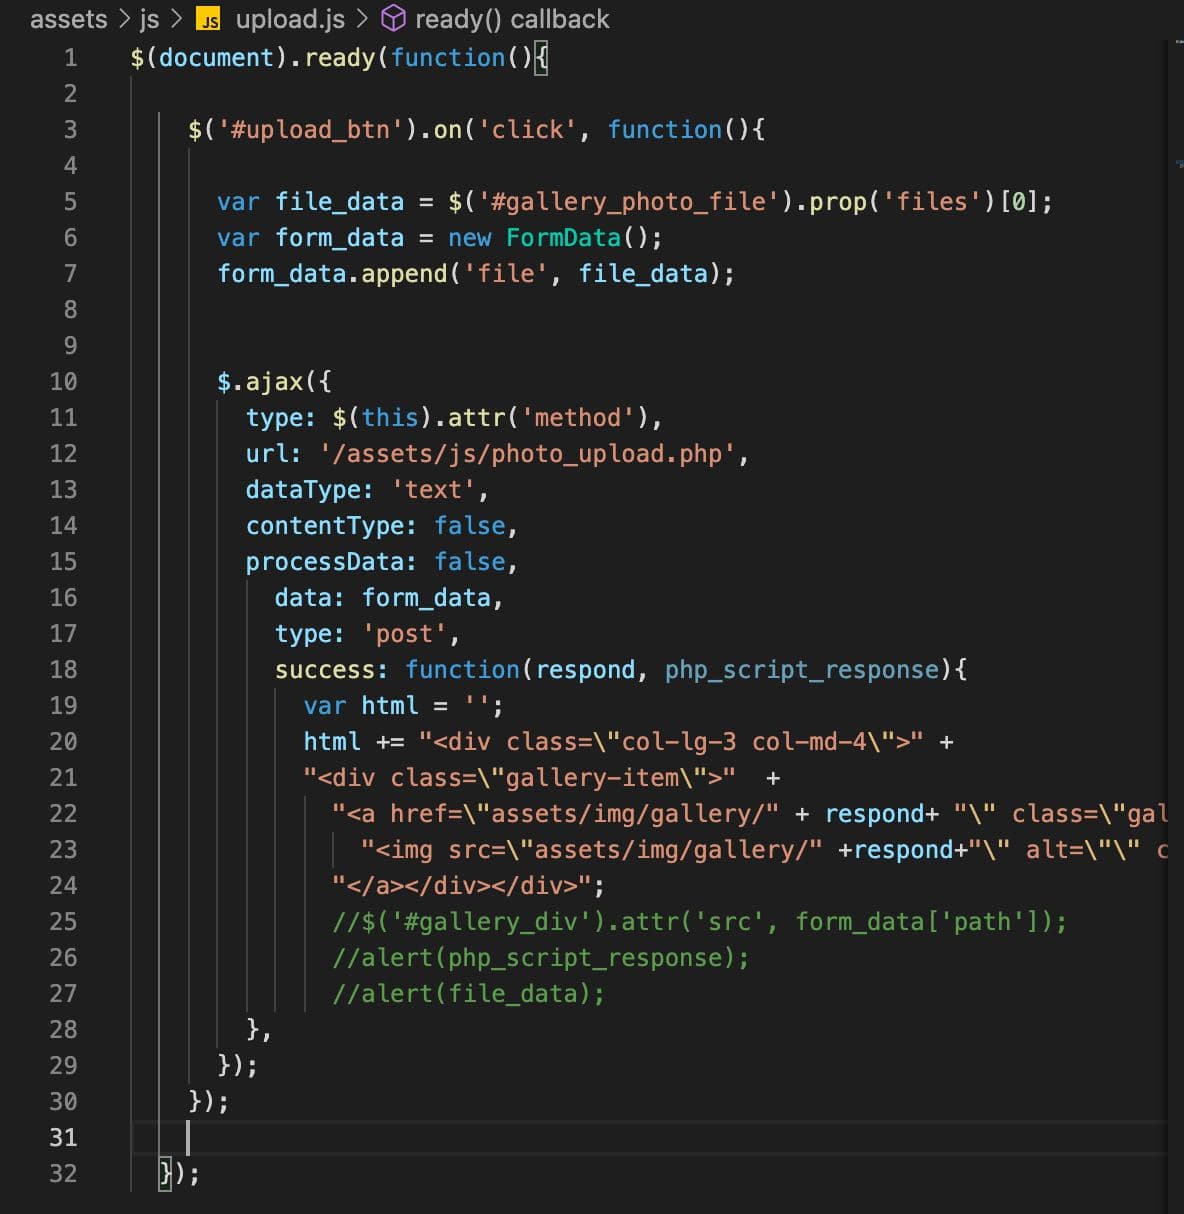 assets > js > JS upload.js > ready() callback
1 $(document).ready(function(){
2
3 $('#upload_btn').on('click', function(){
4
5 var file_data = $('#gallery_photo_file').prop('files')[0];
6 var form_data = new FormData();
7 form_data.append('file', file_data);
8
9
10 $.ajax({
11 type: $(this).attr('method'),
12 url: '/assets/js/photo_upload.php',
13 dataType: 'text',
14 contentType: false,
15 processData: false,
16 data: form_data,
17 type: 'post',
18 success: function(respond, php_script_response){
19 var html = '';
20 html += "<div class=\"col-lg-3 col-md-4\">" +
21 "<div class=\"gallery-item\">"  +
22 "<a href=\"assets/img/gallery/" + respond+ "\" class=\"gal
23 "<img src=\"assets/img/gallery/" +respond+"\" alt=\"\" c
24 "</a></div></div>";
25 //$('#gallery_div').attr('src', form_data['path']);
26 //alert(php_script_response);
27 //alert(file_data);
28 },
29 });
30 });
31
32 });